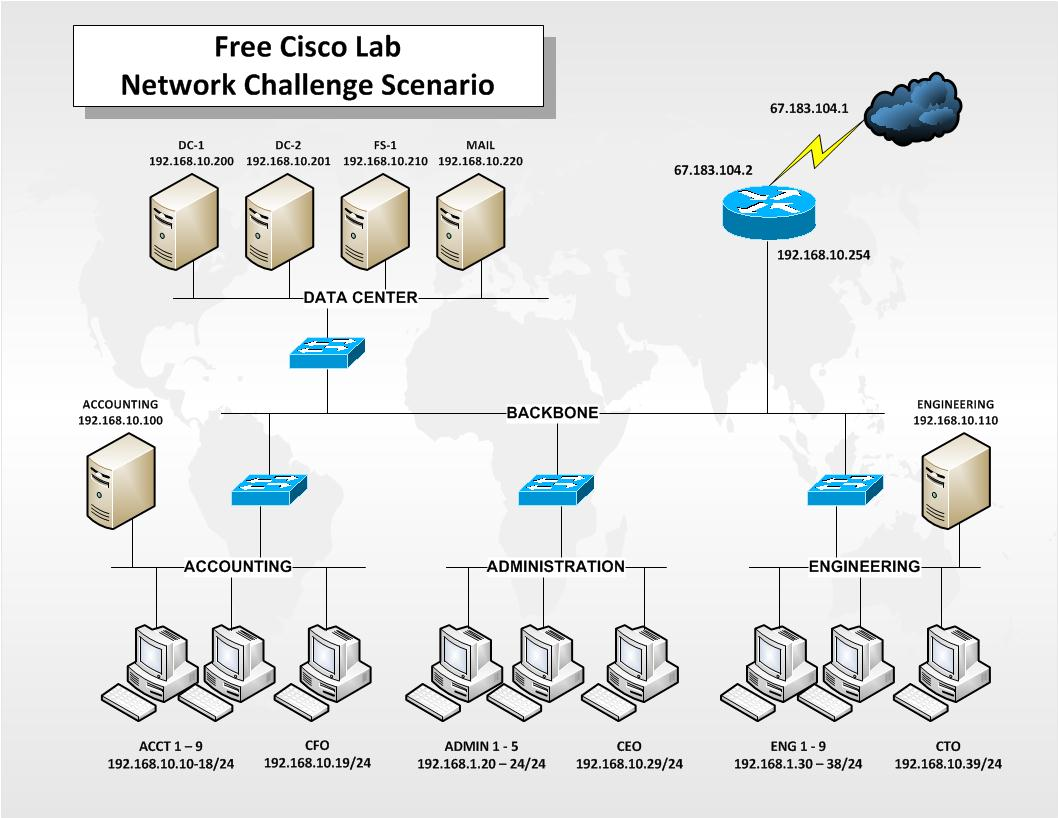 Free Cisco Lab
Network Challenge Scenario
67.183.104.1
DC-1
192.168.10.200
DC-2
192.168.10.201
FS-1
192.168.10.210
MAIL
192.168.10.220
67.183.104.2
192.168.10.254
DATA CENTER
BACKBONE
ACCOUNTING
192.168.10.100
ENGINEERING
192.168.10.110
ACCOUNTING
ADMINISTRATION
ENGINEERING
ACCT 1 – 9
192.168.10.10-18/24
CFO
192.168.10.19/24
ADMIN 1 - 5
192.168.1.20 – 24/24
CEO
192.168.10.29/24
ENG 1 - 9
192.168.1.30 – 38/24
CTO
192.168.10.39/24